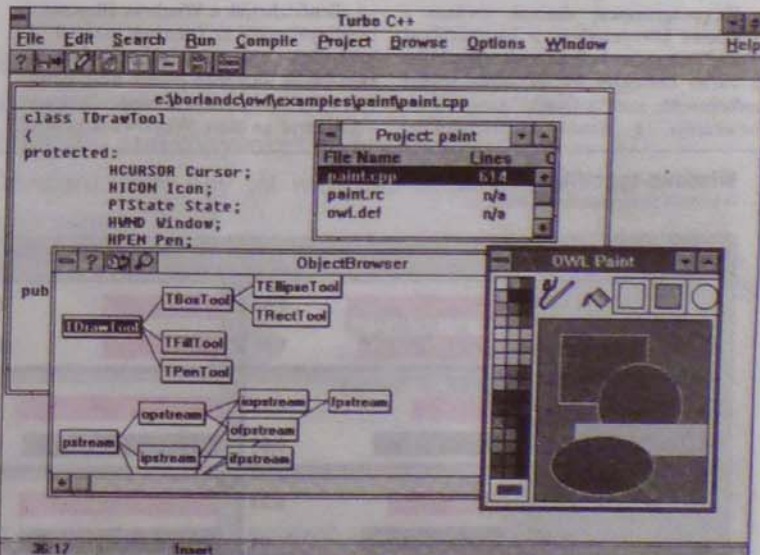 Turbo C++
File Edit Search Run Compile Project Browse Options Window Help
?
e:\borlandc\owl\examples\paint\paint.cpp
class TDrawTool
{
protected:
HCURSOR Cursor;
HICON Icon;
PTState State;
HWND Window;
HPEN Pen;
pub
Project: paint
File Name Lines C
paint.cpp 614
paint.rc n/a
owl.def n/a
?
ObjectBrowser
TDrawTool
TBoxTool
TEllipseTool
TRectTool
TFillTool
TPenTool
pstream
opstream
ipstream
iopstream
ofpstream
ifpstream
fpstream
OWL Paint
36:17 Insert